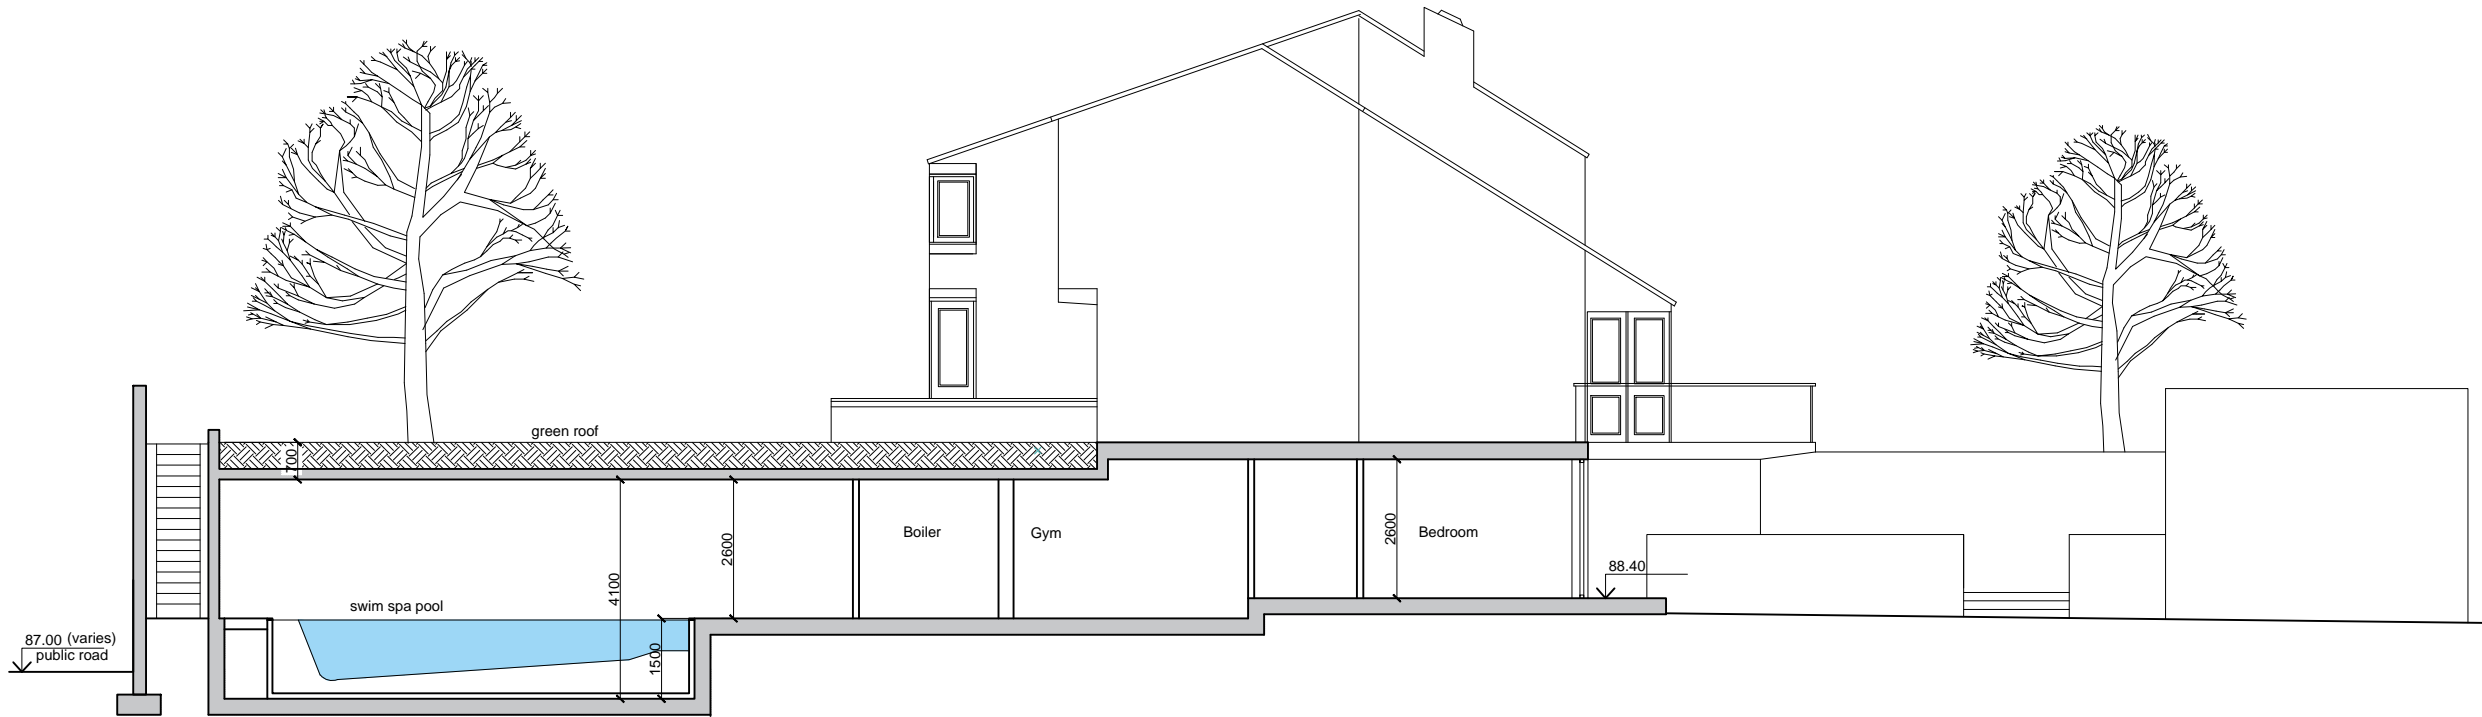 green roof
700
Boiler
Gym
2600
2600
Bedroom
88.40
4100
swim spa pool
1500
87.00 (varies)
public road